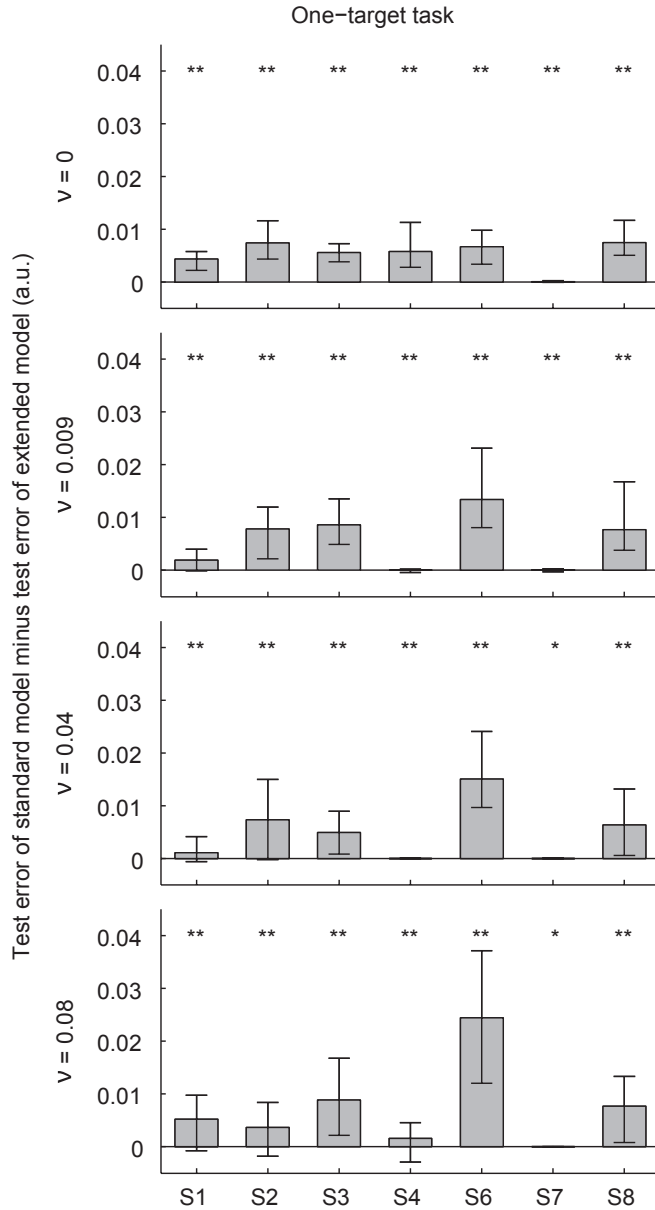 One−target task
Test error of standard model minus test error of extended model (a.u.)
ν = 0
0.04
0.03
0.02
0.01
0
** ** ** ** ** ** **
ν = 0.009
0.04
0.03
0.02
0.01
0
** ** ** ** ** ** **
ν = 0.04
0.04
0.03
0.02
0.01
0
** ** ** ** ** * **
ν = 0.08
0.04
0.03
0.02
0.01
0
** ** ** ** ** * **
S1 S2 S3 S4 S6 S7 S8